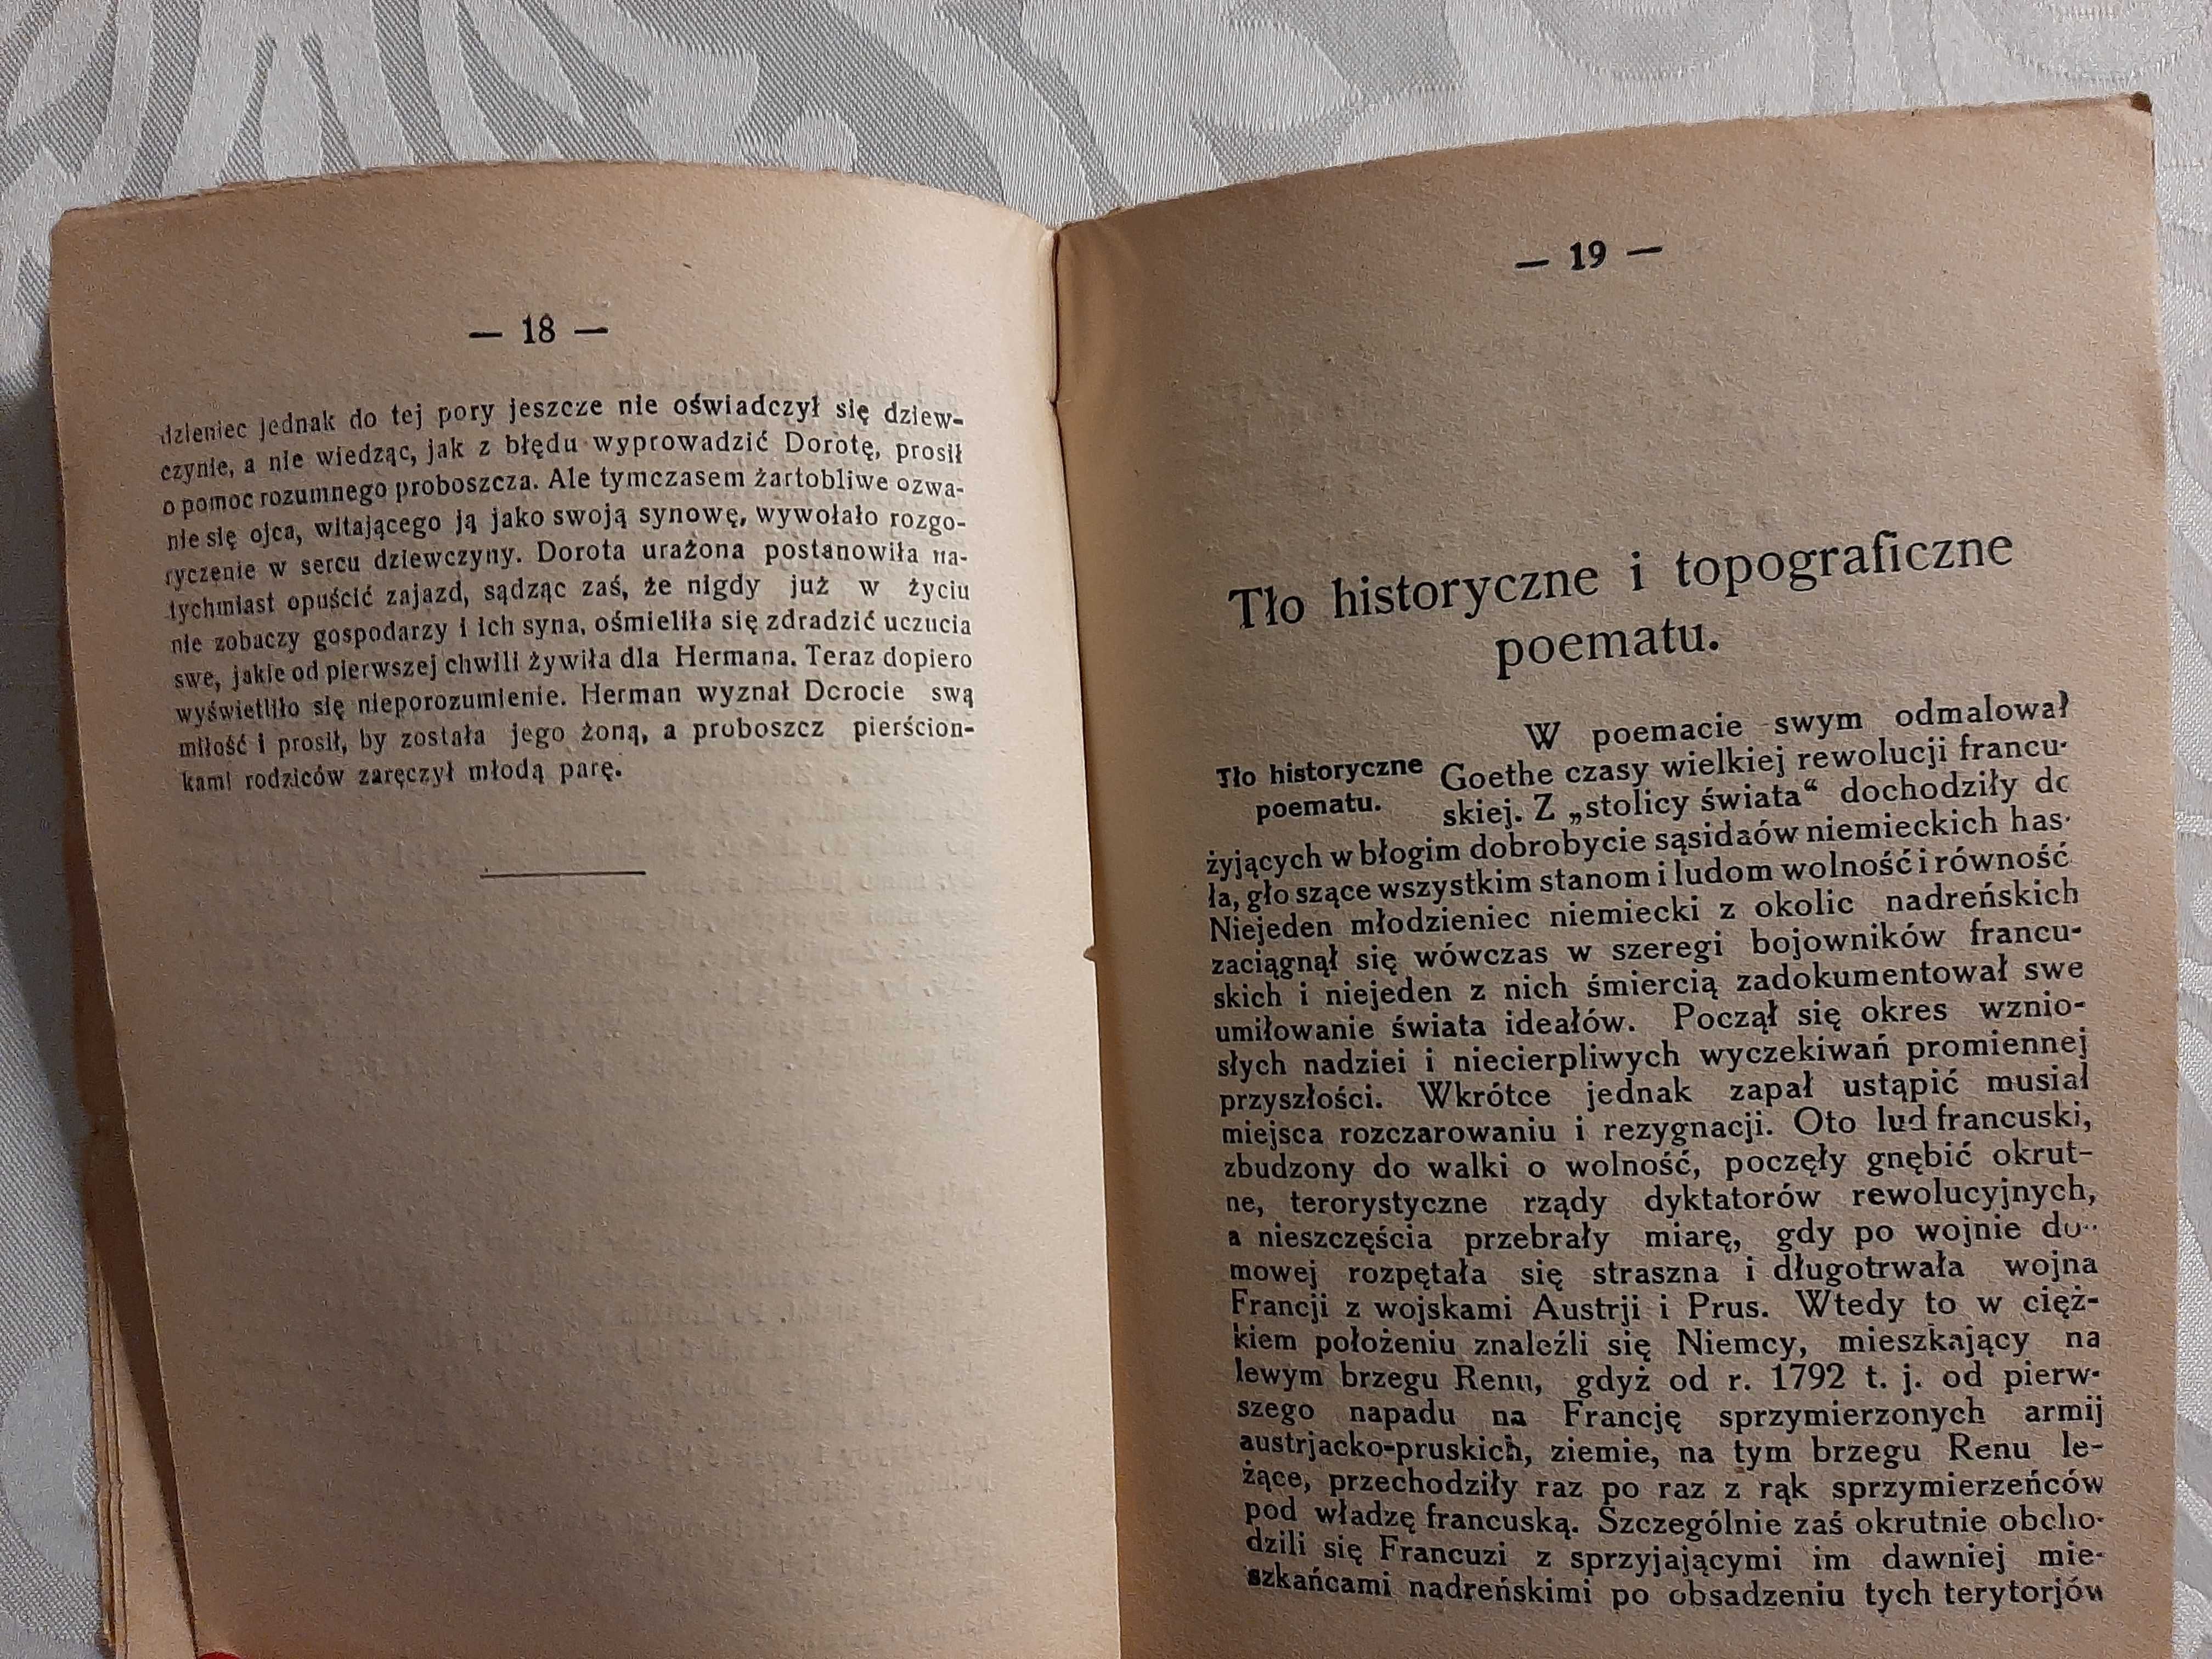 — 18 —
dzieniec jednak do tej pory jeszcze nie oświadczył się dziew-
czynie, a nie wiedząc, jak z błędu wyprowadzić Dorotę, prosił
o pomoc rozumnego proboszcza. Ale tymczasem żartobliwe ozwa-
nie się ojca, witającego ją jako swoją synowę, wywołało rozgo-
ryczenie w sercu dziewczyny. Dorota urażona postanowiła na-
tychmiast opuścić zajazd, sądząc zaś, że nigdy już w życiu
nie zobaczy gospodarzy i ich syna, ośmieliła się zdradzić uczucia
swe, jakie od pierwszej chwili żywiła dla Hermana. Teraz dopiero
wyświetliło się nieporozumienie. Herman wyznał Dcrocie swą
miłość i prosił, by została jego żoną, a proboszcz pierścion-
kami rodziców zaręczył młodą parę.
— 19 —
Tło historyczne i topograficzne
poematu.
Tło historyczne
poematu.
W poemacie swym odmalował
Goethe czasy wielkiej rewolucji francu-
skiej. Z „stolicy świata“ dochodziły dc
żyjących w błogim dobrobycie sąsidaów niemieckich has-
ła, gło szące wszystkim stanom i ludom wolność i równość
Niejeden młodzieniec niemiecki z okolic nadreńskich
zaciągnął się wówczas w szeregi bojowników francu-
skich i niejeden z nich śmiercią zadokumentował swe
umiłowanie świata ideałów. Począł się okres wznio-
słych nadziei i niecierpliwych wyczekiwań promiennej
przyszłości. Wkrótce jednak zapał ustąpić musiał
miejsca rozczarowaniu i rezygnacji. Oto lud francuski,
zbudzony do walki o wolność, poczęły gnębić okrut-
ne, terorystyczne rządy dyktatorów rewolucyjnych,
a nieszczęścia przebrały miarę, gdy po wojnie do-
mowej rozpętała się straszna i długotrwała wojna
Francji z wojskami Austrji i Prus. Wtedy to w cięż-
kiem położeniu znaleźli się Niemcy, mieszkający na
lewym brzegu Renu, gdyż od r. 1792 t. j. od pierw-
szego napadu na Francję sprzymierzonych armij
austrjacko-pruskich, ziemie, na tym brzegu Renu le-
żące, przechodziły raz po raz z rąk sprzymierzeńców
pod władzę francuską. Szczególnie zaś okrutnie obcho-
dzili się Francuzi z sprzyjającymi im dawniej mie-
szkańcami nadreńskimi po obsadzeniu tych terytorjów